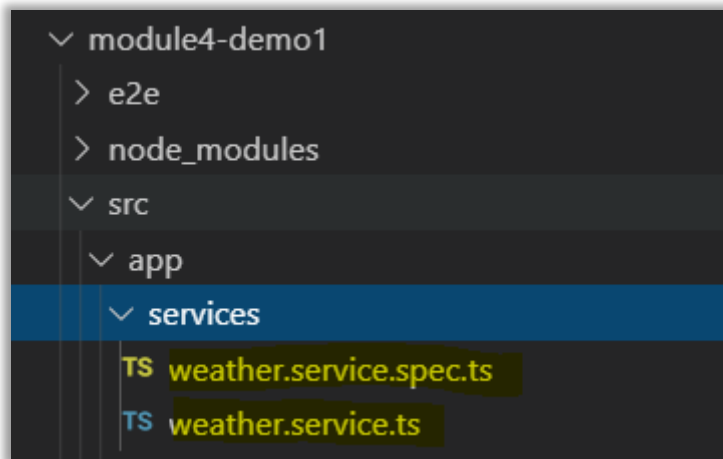 module4-demo1
e2e
node_modules
src
app
services
TS weather.service.spec.ts
TS weather.service.ts